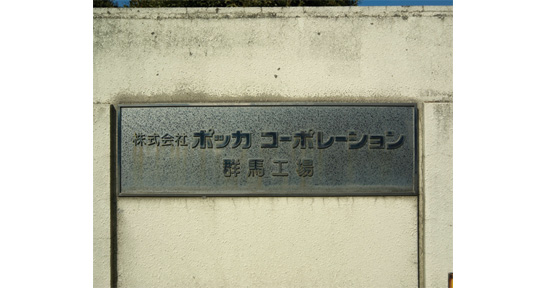 株式会社 ポッカ コーポレーション
群馬工場